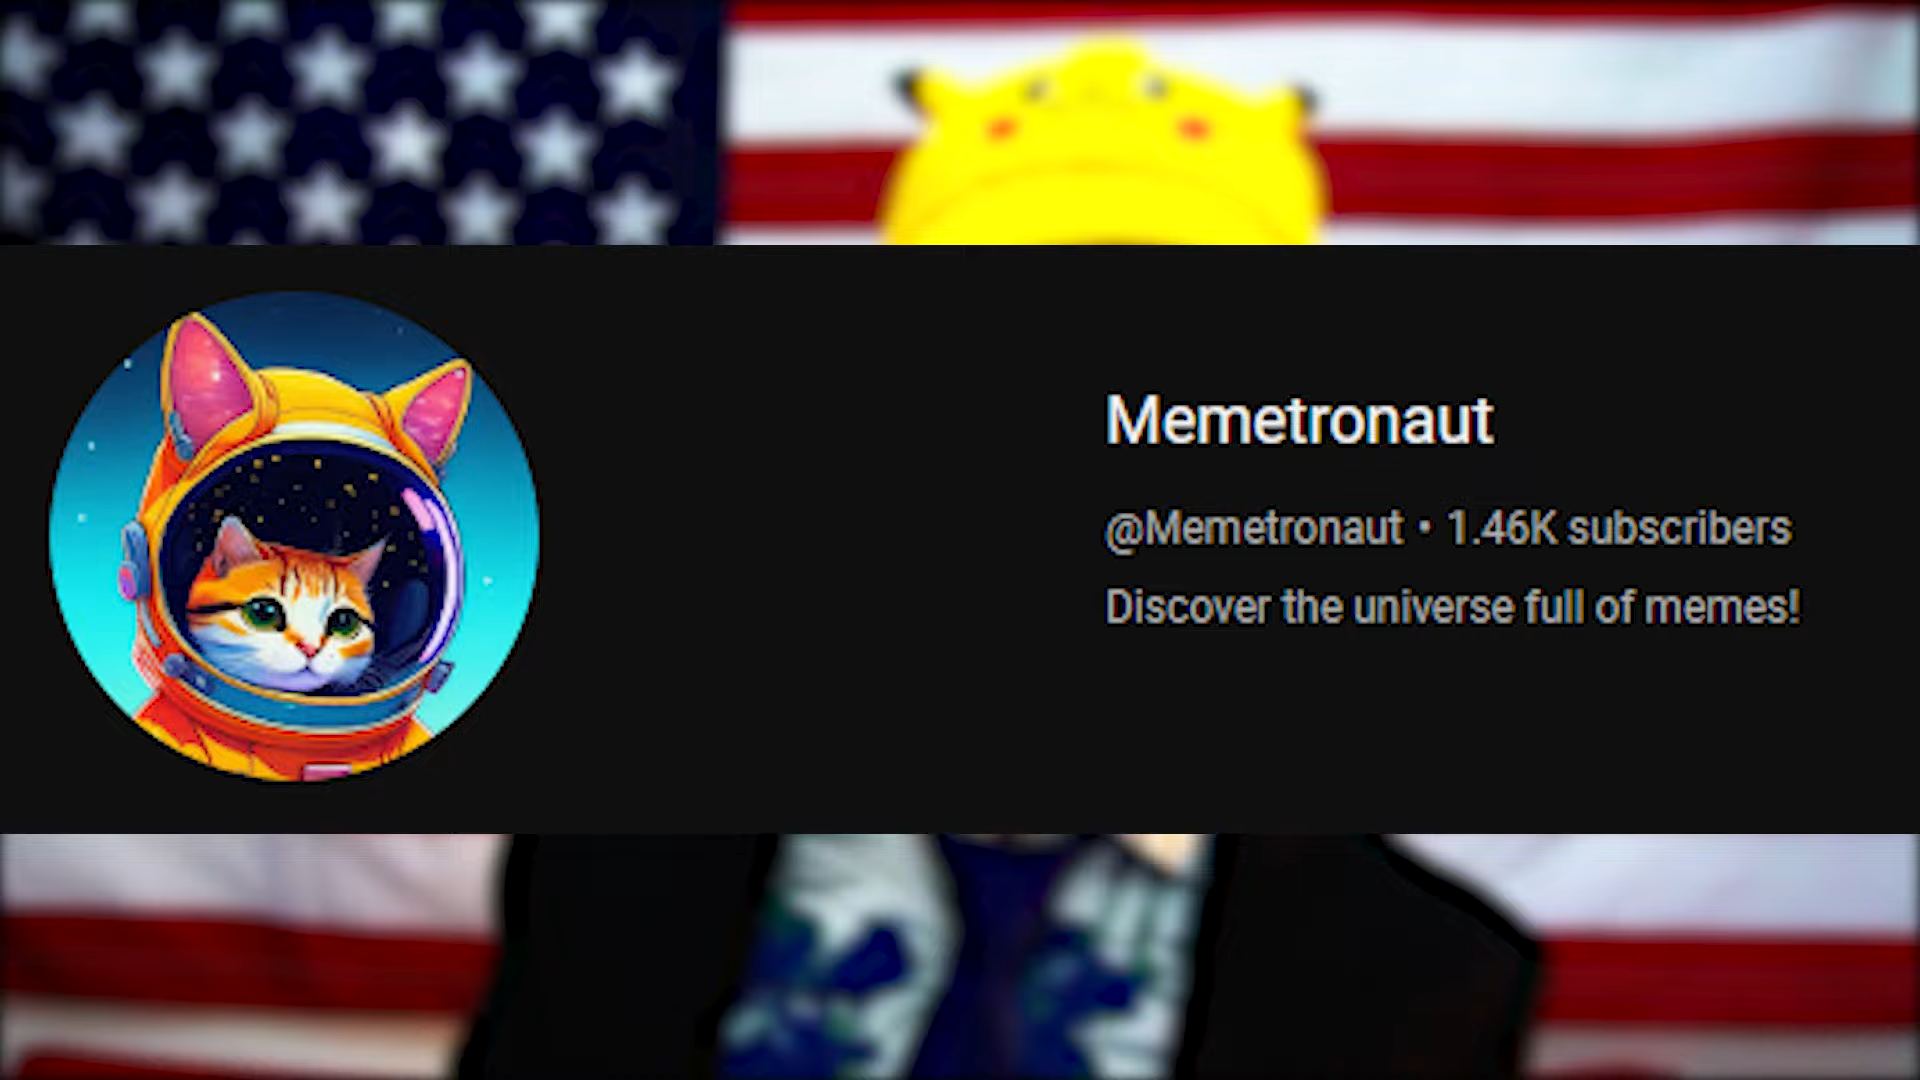 Memetronaut
@Memetronaut • 1.46K subscribers
Discover the universe full of memes!